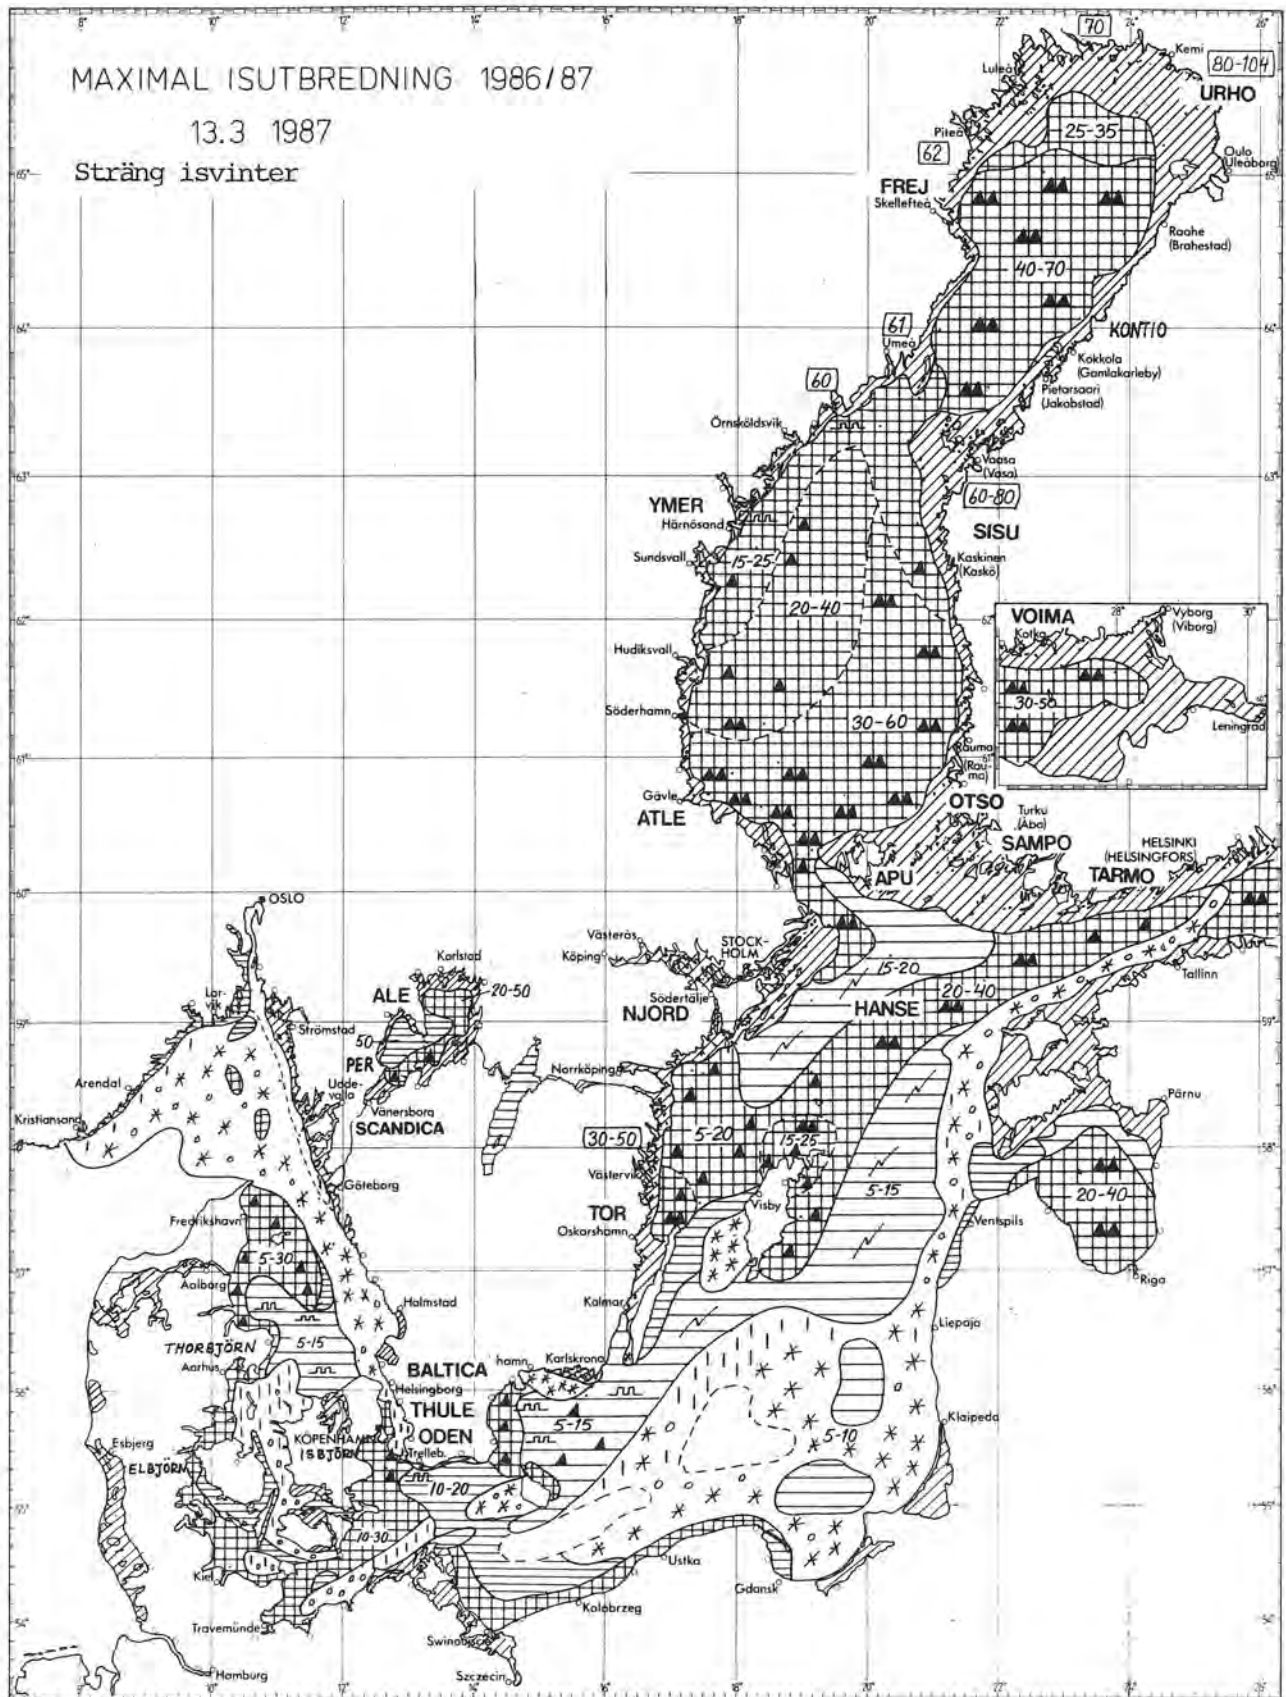 MAXIMAL ISUTBREDNING 1986/87
13.3 1987
Sträng isvinter
70
Kemi
80-104
URHO
Luleå
Piteå
25-35
62
Oulo
(Uleåborg)
FREJ
Skellefteå
Raahe
(Brahestad)
40-70
61
Umeå
KONTIO
Kokkola
(Gamlakarleby)
60
Pietarsaari
(Jakobstad)
Örnsköldsvik
Vaasa
(Vasa)
60-80
YMER
Härnösand
SISU
Sundsvall
15-25
Kaskinen
(Kaskö)
20-40
VOIMA
28°
30°
Kotka
Vyborg
(Viborg)
Hudiksvall
30-50
Söderhamn
30-60
Leningrad
Rauma
(Rau-
ma)
Gävle
ATLE
OTSO
Turku
(Åbo)
SAMPO
HELSINKI
(HELSINGFORS)
APU
TARMO
OSLO
Västerås
Köping
STOCK-
HOLM
Karlstad
15-20
Tallinn
20-50
ALE
Södertälje
Lar-
vik
NJORD
HANSE
20-40
Strömstad
50
PER
Norrköping
Arendal
Udde-
valla
Vänersborg
SCANDICA
Pärnu
Kristiansand
30-50
5-20
15-25
Västervik
Göteborg
5-15
20-40
TOR
Visby
Oskarshamn
Ventspils
Fredrikshavn
5-30
Aalborg
Riga
Halmstad
Kalmar
Liepaja
THORBJÖRN
5-15
Aarhus
BALTICA
hamn
Karlskrona
Helsingborg
THULE
5-15
Klaipeda
KÖPENHAMN
ISBJÖRN
ODEN
5-10
Esbjerg
ELBJÖRN
Trelleb.
10-20
10-30
Ustka
Kiel
Gdansk
Kolobrzeg
Travemünde
Swinoujscie
Hamburg
Szczecin